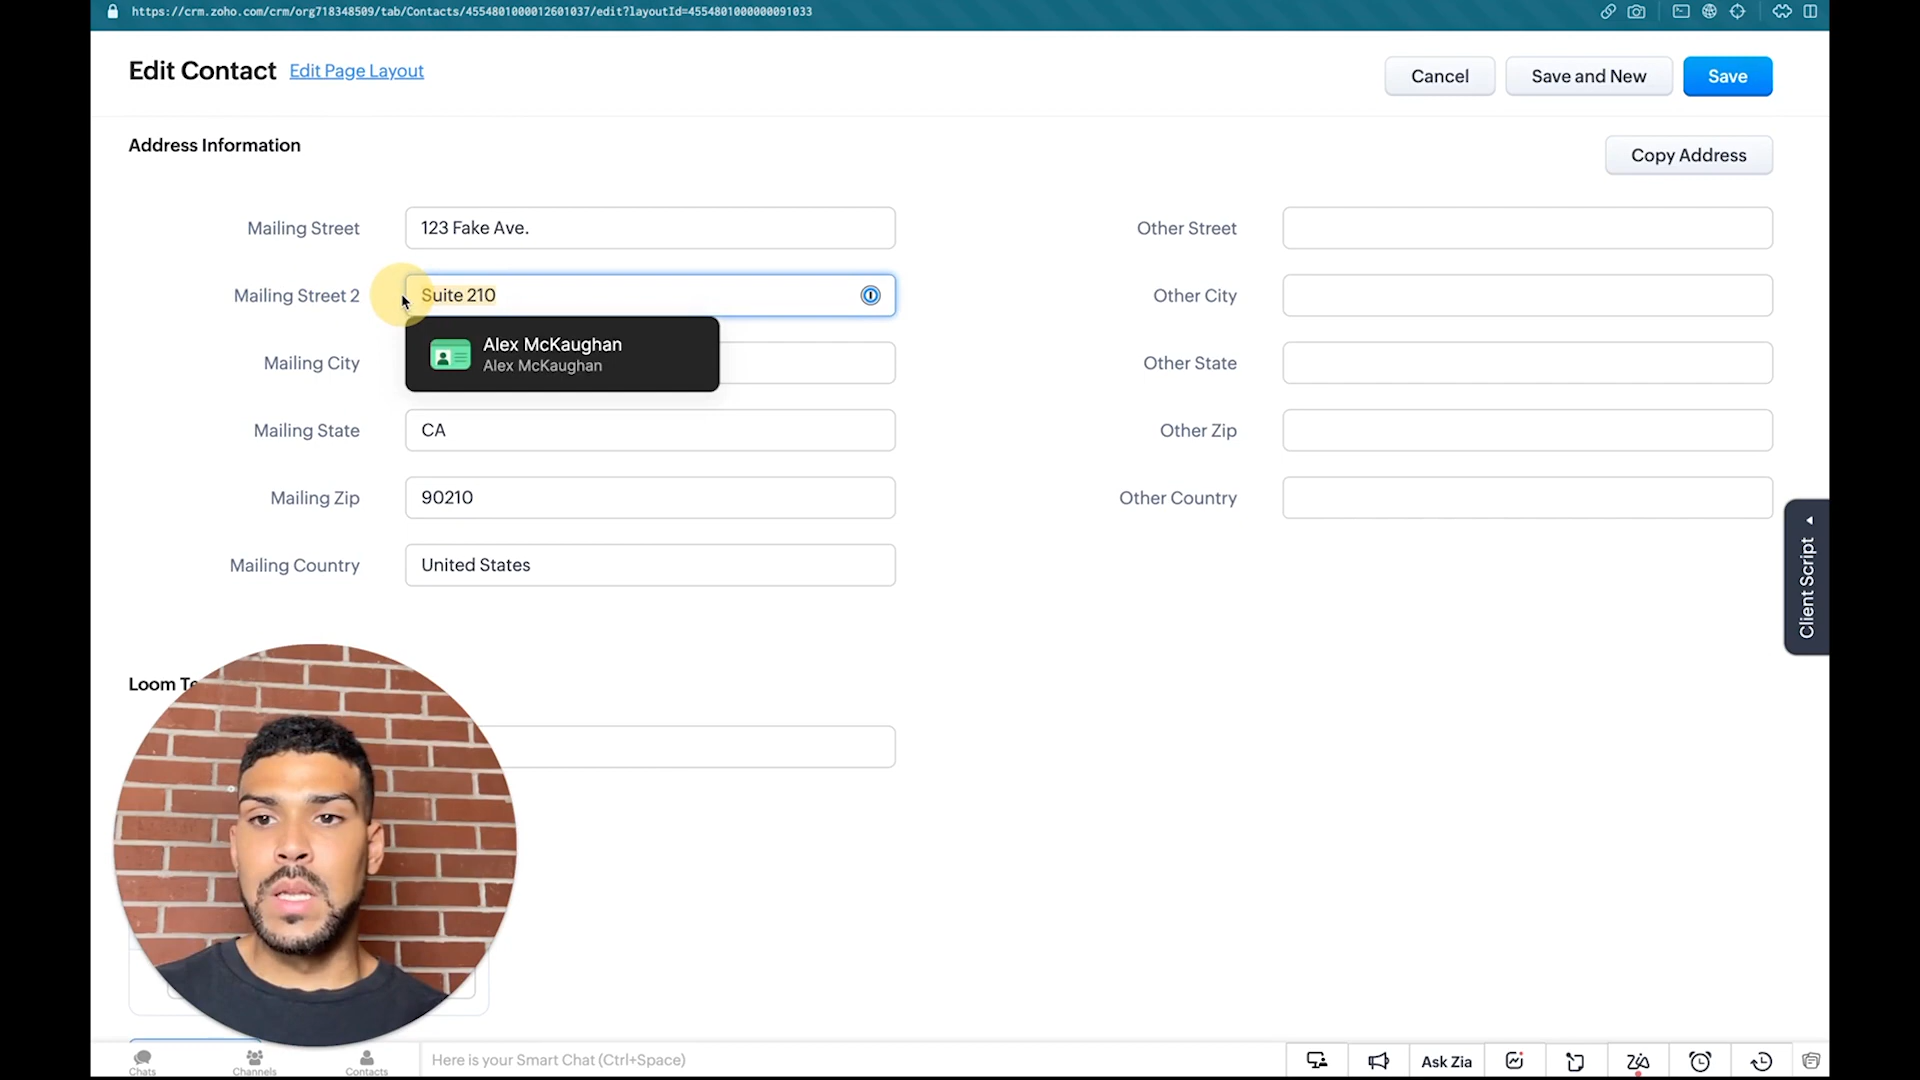 https://crm.zoho.com/crm/org718348509/tab/Contacts/4554801000012601037/edit?layoutId=4554801000000091033
Edit Contact Edit Page Layout
Cancel Save and New Save
Address Information
Copy Address
Mailing Street 123 Fake Ave. Other Street
Mailing Street 2 Suite 210 Other City
Alex McKaughan
Alex McKaughan
Mailing City Other State
Mailing State CA Other Zip
Mailing Zip 90210 Other Country
Mailing Country United States
Client Script
Loom
Chats Channels Contacts
Here is your Smart Chat (Ctrl+Space)
Ask Zia